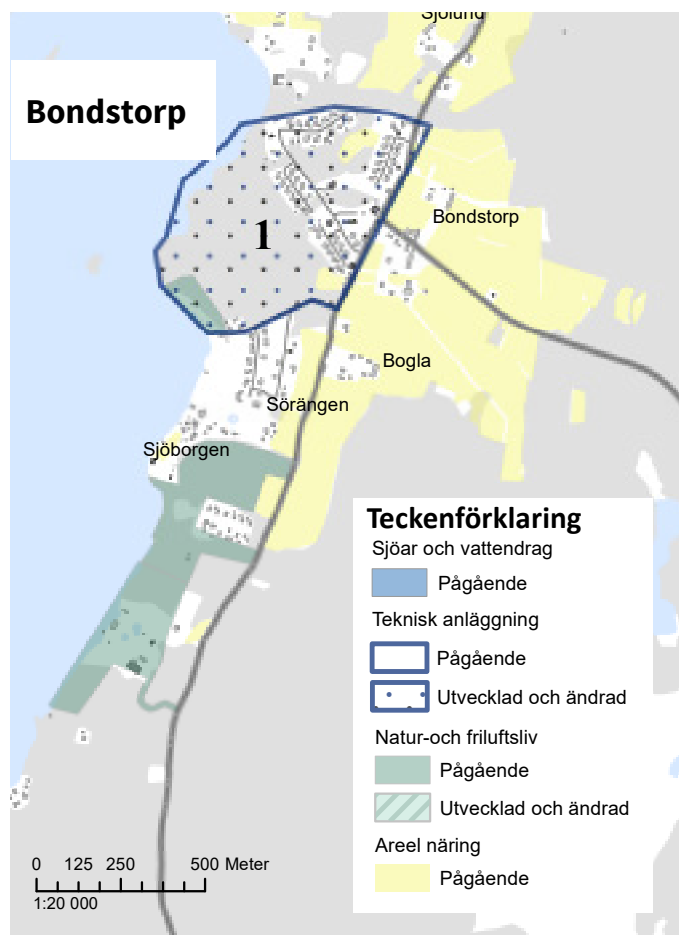 Sjölund
Bondstorp
1
Bondstorp
Bogla
Sörängen
Sjöborgen
Teckenförklaring
Sjöar och vattendrag
Pågående
Teknisk anläggning
Pågående
Utvecklad och ändrad
Natur-och friluftsliv
Pågående
Utvecklad och ändrad
Areel näring
Pågående
0 125 250 500 Meter
1:20 000